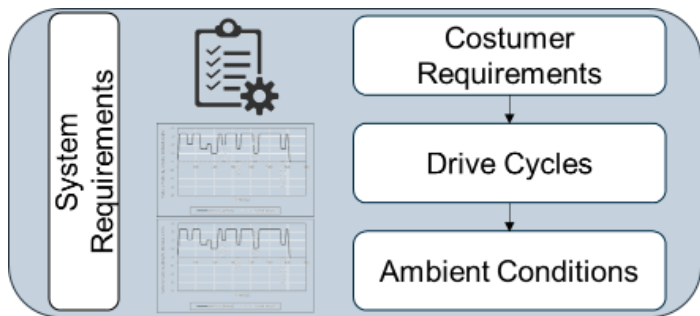 System
Requirements
Costumer
Requirements
Drive Cycles
Ambient Conditions